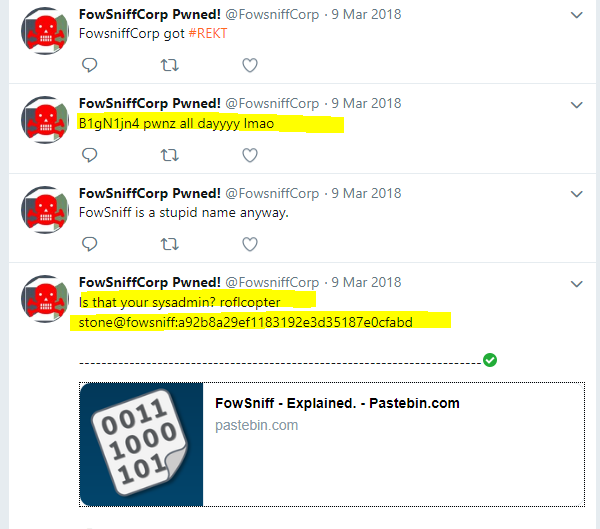 FowSniffCorp Pwned! @FowsniffCorp · 9 Mar 2018
FowsniffCorp got #REKT
FowSniffCorp Pwned! @FowsniffCorp · 9 Mar 2018
B1gN1jn4 pwnz all dayyyy lmao
FowSniffCorp Pwned! @FowsniffCorp · 9 Mar 2018
FowSniff is a stupid name anyway.
FowSniffCorp Pwned! @FowsniffCorp · 9 Mar 2018
Is that your sysadmin? roflcopter
stone@fowsniff:a92b8a29ef1183192e3d35187e0cfabd
0011
1000
101
FowSniff - Explained. - Pastebin.com
pastebin.com